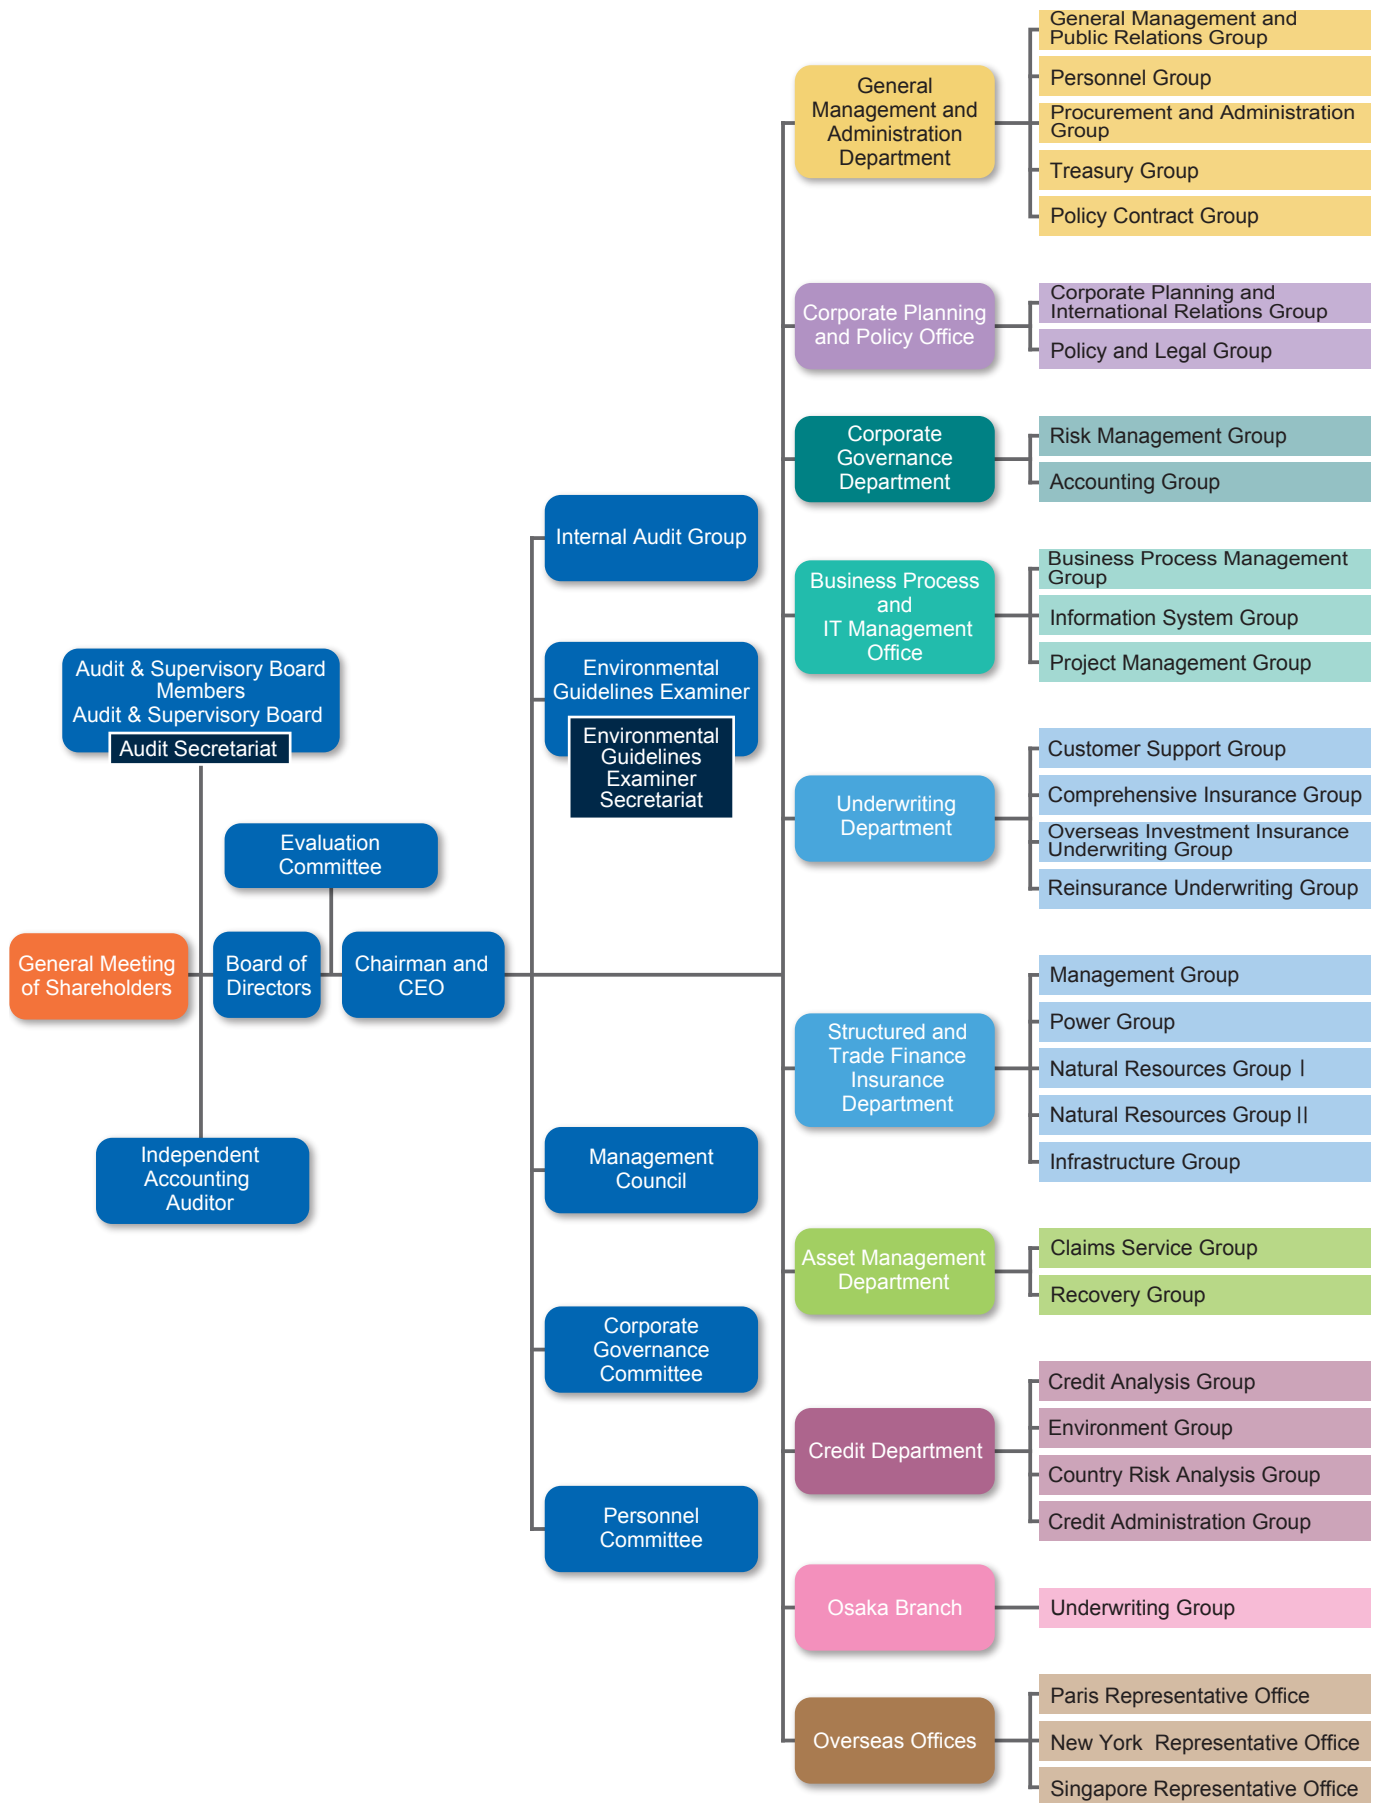 General Meeting
of Shareholders
Audit & Supervisory Board
Members
Audit & Supervisory Board
Audit Secretariat
Evaluation
Committee
Board of
Directors
Chairman and
CEO
Independent
Accounting
Auditor
Internal Audit Group
Environmental
Guidelines Examiner
Environmental
Guidelines
Examiner
Secretariat
Management
Council
Corporate
Governance
Committee
Personnel
Committee
General
Management and
Administration
Department
General Management and
Public Relations Group
Personnel Group
Procurement and Administration
Group
Treasury Group
Policy Contract Group
Corporate Planning
and Policy Office
Corporate Planning and
International Relations Group
Policy and Legal Group
Corporate
Governance
Department
Risk Management Group
Accounting Group
Business Process
and
IT Management
Office
Business Process Management
Group
Information System Group
Project Management Group
Underwriting
Department
Customer Support Group
Comprehensive Insurance Group
Overseas Investment Insurance
Underwriting Group
Reinsurance Underwriting Group
Structured and
Trade Finance
Insurance
Department
Management Group
Power Group
Natural Resources Group Ⅰ
Natural Resources Group Ⅱ
Infrastructure Group
Asset Management
Department
Claims Service Group
Recovery Group
Credit Department
Credit Analysis Group
Environment Group
Country Risk Analysis Group
Credit Administration Group
Osaka Branch
Underwriting Group
Overseas Offices
Paris Representative Office
New York  Representative Office
Singapore Representative Office